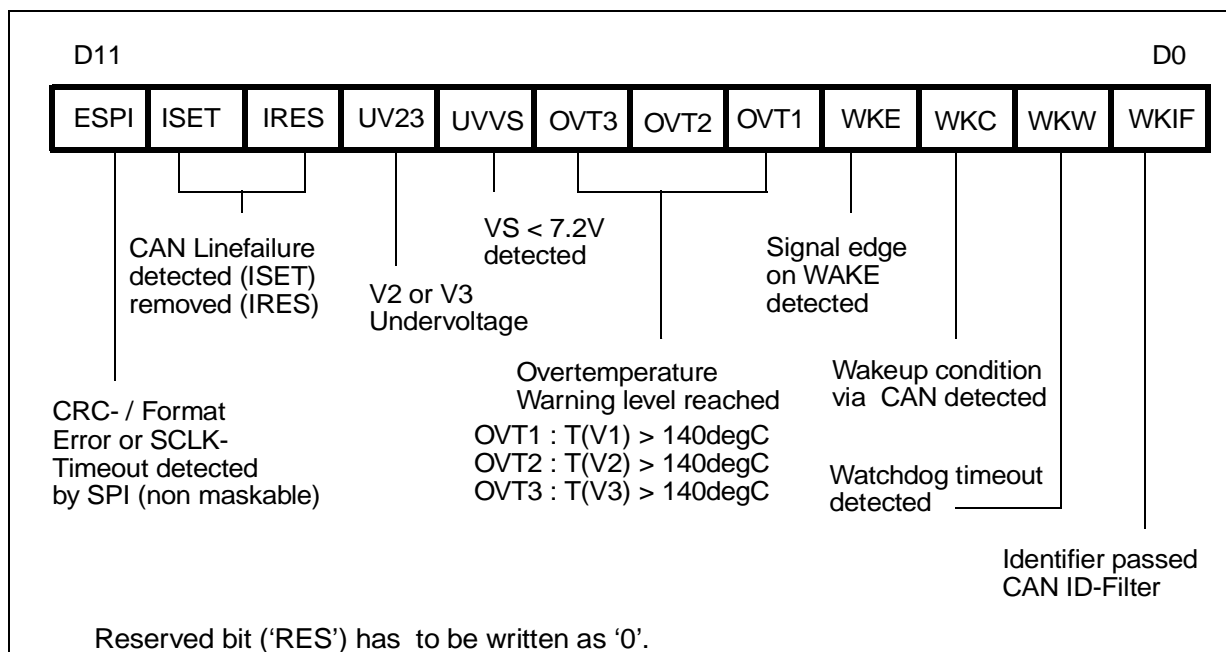 D11 D0
ESPI ISET IRES UV23 UVVS OVT3 OVT2 OVT1 WKE WKC WKW WKIF
CAN Linefailure
detected (ISET)
removed (IRES)
V2 or V3
Undervoltage
VS < 7.2V
detected
Signal edge
on WAKE
detected
CRC- / Format
Error or SCLK-
Timeout detected
by SPI (non maskable)
Overtemperature
Warning level reached
OVT1 : T(V1) > 140degC
OVT2 : T(V2) > 140degC
OVT3 : T(V3) > 140degC
Wakeup condition
via CAN detected
Watchdog timeout
detected
Identifier passed
CAN ID-Filter
Reserved bit (‘RES’) has to be written as ‘0’.